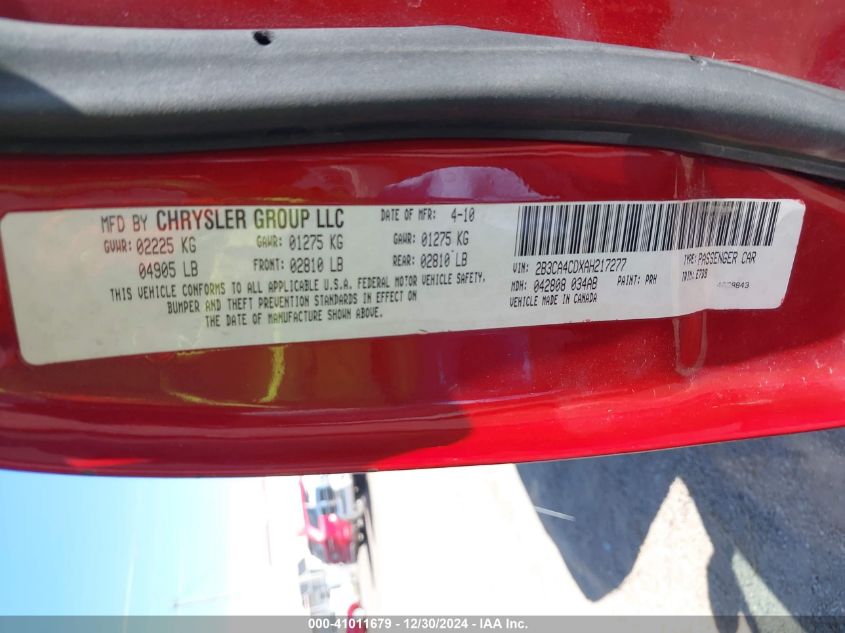 MFD BY CHRYSLER GROUP LLC DATE OF MFR: 4-10
GVWR: 02225 KG GAWR: 01275 KG GAWR: 01275 KG
04905 LB FRONT: 02810 LB REAR: 02810 LB
THIS VEHICLE CONFORMS TO ALL APPLICABLE U.S.A. FEDERAL MOTOR VEHICLE SAFETY,
BUMPER AND THEFT PREVENTION STANDARDS IN EFFECT ON
THE DATE OF MANUFACTURE SHOWN ABOVE.
VIN: 2B3CA4CDXAH217277 TYPE: PASSENGER CAR
MDH: 042808 034AB PAINT: PRH
VEHICLE MADE IN CANADA
000-41011679 - 12/30/2024 - IAA Inc.